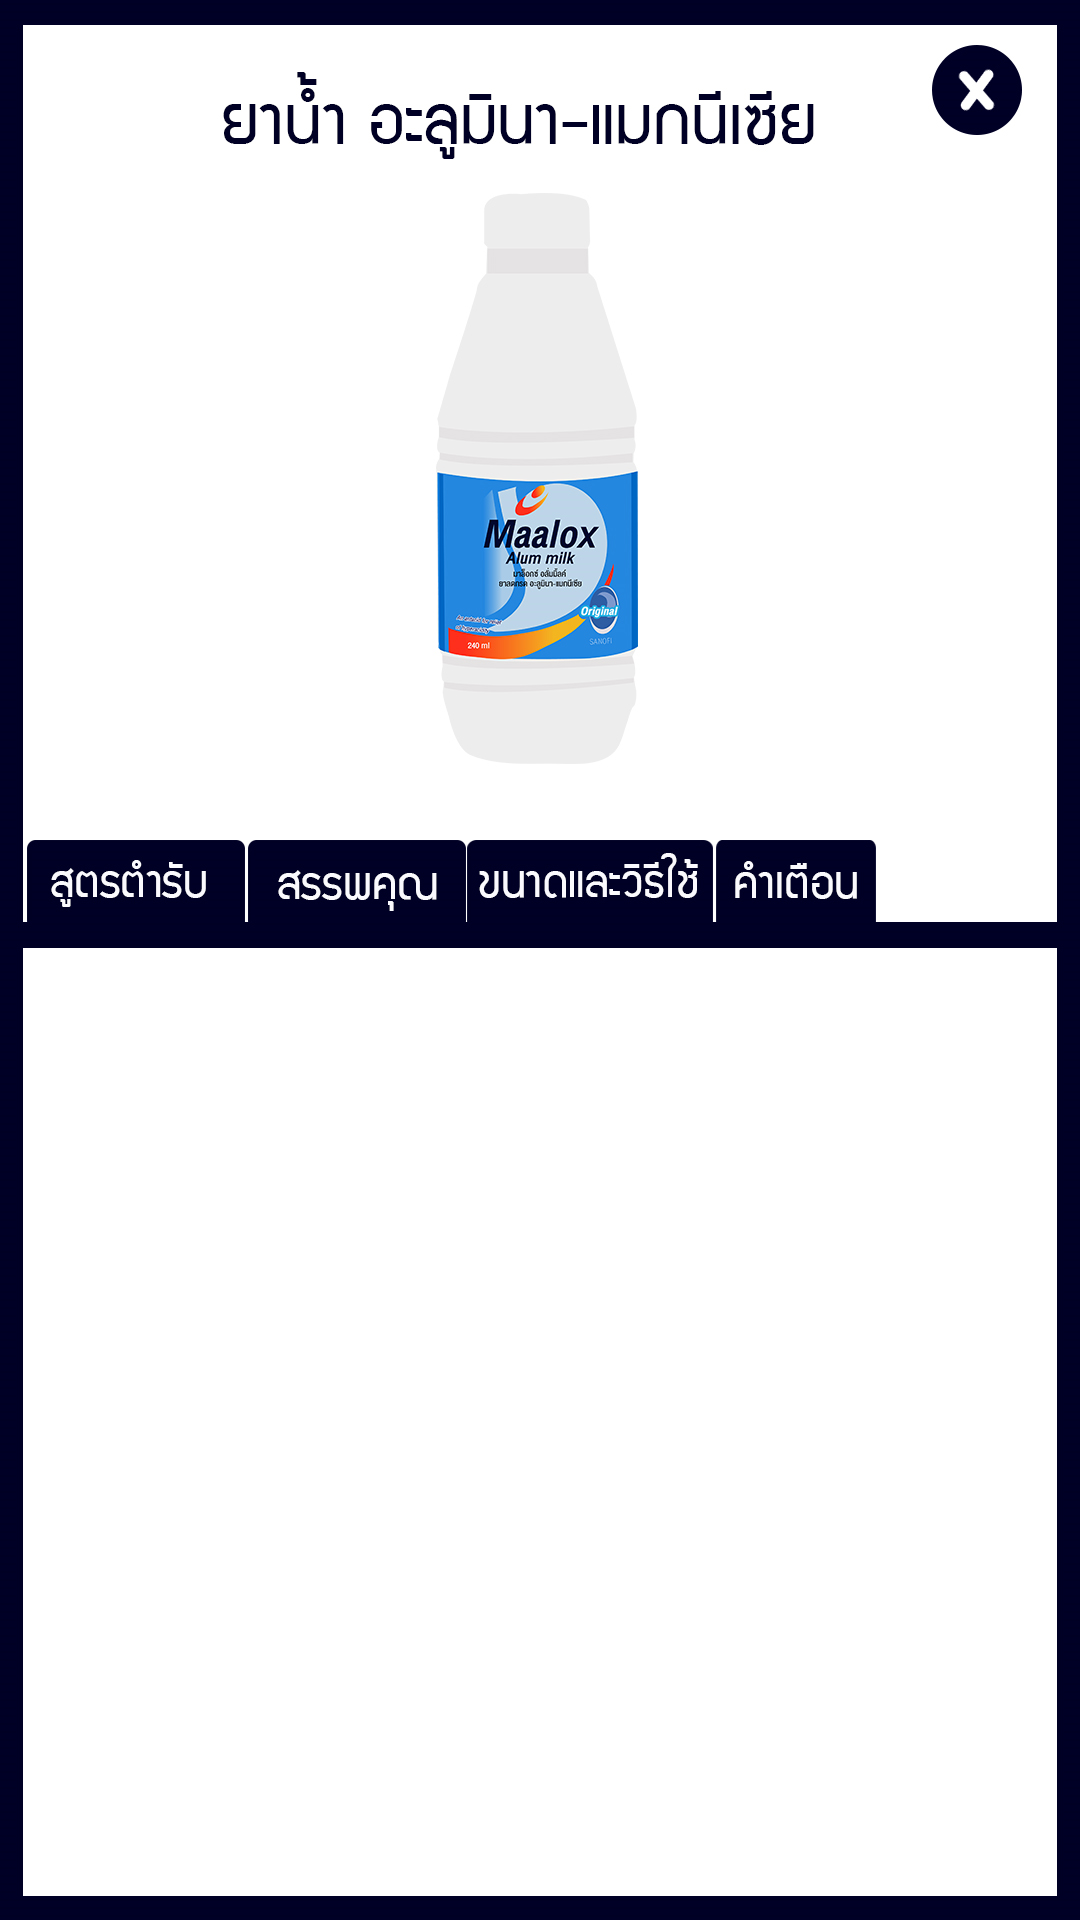 ยาน้ำ อะลูมินา-แมกนีเซีย
X
Maalox
Alum milk
มาล็อกซ์ อลั่มมิ้ลค์
ยาลดกรด อะลูมินา-แมกนีเซีย
Original
240 ml
SANOFI
สูตรตำรับ
สรรพคุณ
ขนาดและวิธีใช้
คำเตือน